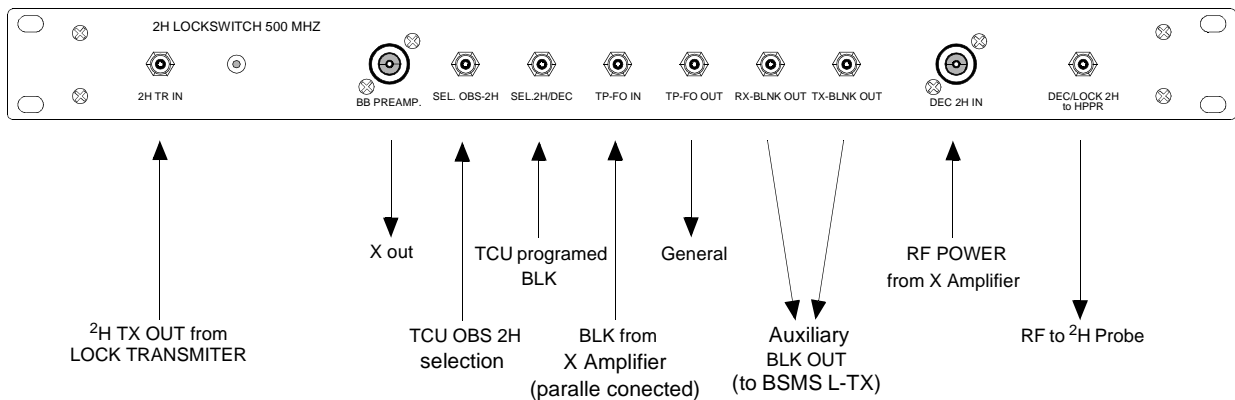 2H LOCKSWITCH 500 MHZ
2H TR IN
BB PREAMP.
SEL. OBS-2H
SEL.2H/DEC
TP-FO IN
TP-FO OUT
RX-BLNK OUT
TX-BLNK OUT
DEC 2H IN
DEC/LOCK 2H
to HPPR
X out
TCU programed
BLK
General
RF POWER
from X Amplifier
²H TX OUT from
LOCK TRANSMITER
TCU OBS 2H
selection
BLK from
X Amplifier
(paralle conected)
Auxiliary
BLK OUT
(to BSMS L-TX)
RF to ²H Probe